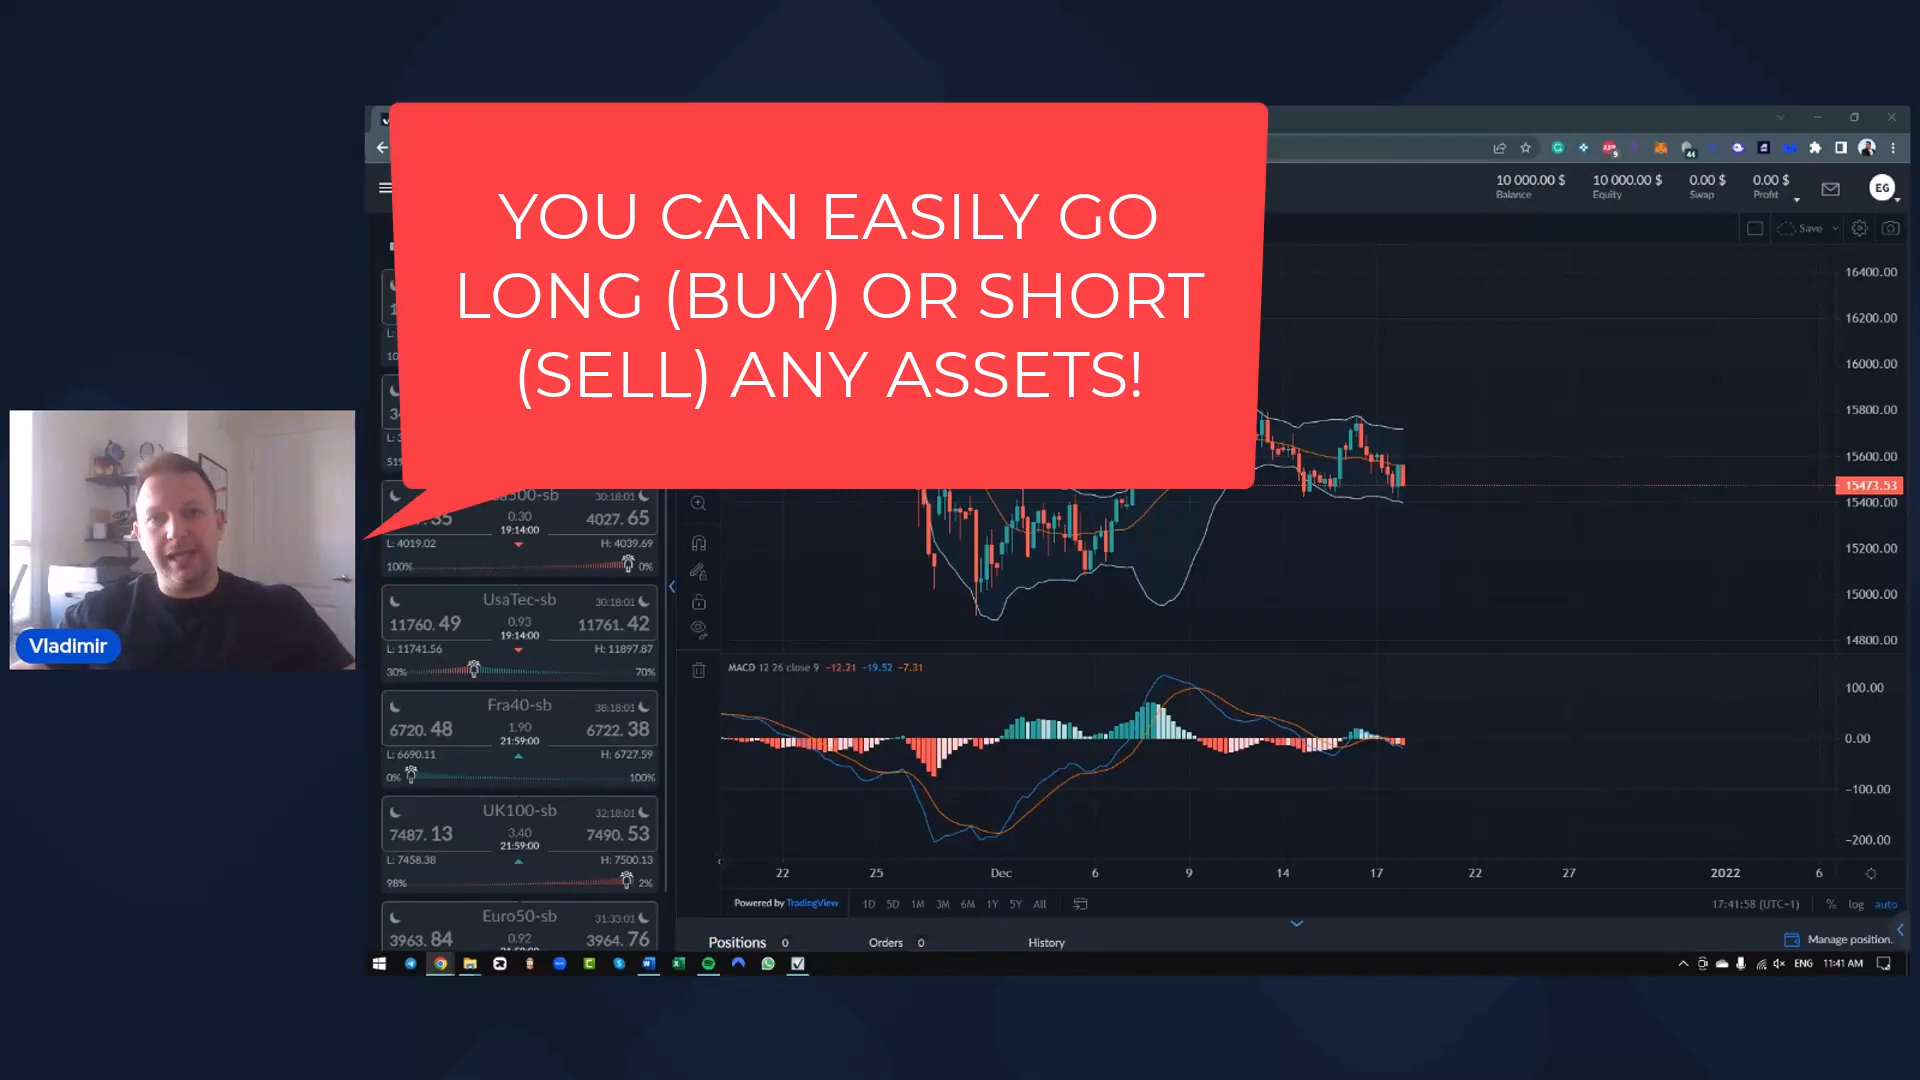 YOU CAN EASILY GO
LONG (BUY) OR SHORT
(SELL) ANY ASSETS!
Vladimir
10 000.00 $ 10 000.00 $ 0.00 $ 0.00 $
Balance Equity Swap Profit
EG
Save
16400.00
16200.00
16000.00
15800.00
15600.00
15473.53
15400.00
15200.00
15000.00
14800.00
500-sb 30:18:01
35 0.30 4027.65
19:14:00
L: 4019.02 H: 4039.69
100% 0%
UsaTec-sb 30:18:01
11760.49 0.93 11761.42
19:14:00
L: 11741.56 H: 11897.87
30% 70%
Fra40-sb 38:18:01
6720.48 1.90 6722.38
21:59:00
L: 6690.11 H: 6727.59
0% 100%
UK100-sb 32:18:01
7487.13 3.40 7490.53
21:59:00
L: 7458.38 H: 7500.13
98% 2%
Euro50-sb 31:33:01
3963.84 0.92 3964.76
MACD 12 26 close 9 −12.21 −19.52 −7.31
100.00
0.00
−100.00
−200.00
22 25 Dec 6 9 14 17 22 27 2022 6
Powered by TradingView 1D 5D 1M 3M 6M 1Y 5Y All 17:41:58 (UTC−1) % log auto
Positions 0 Orders 0 History Manage position.
ENG 11:41 AM